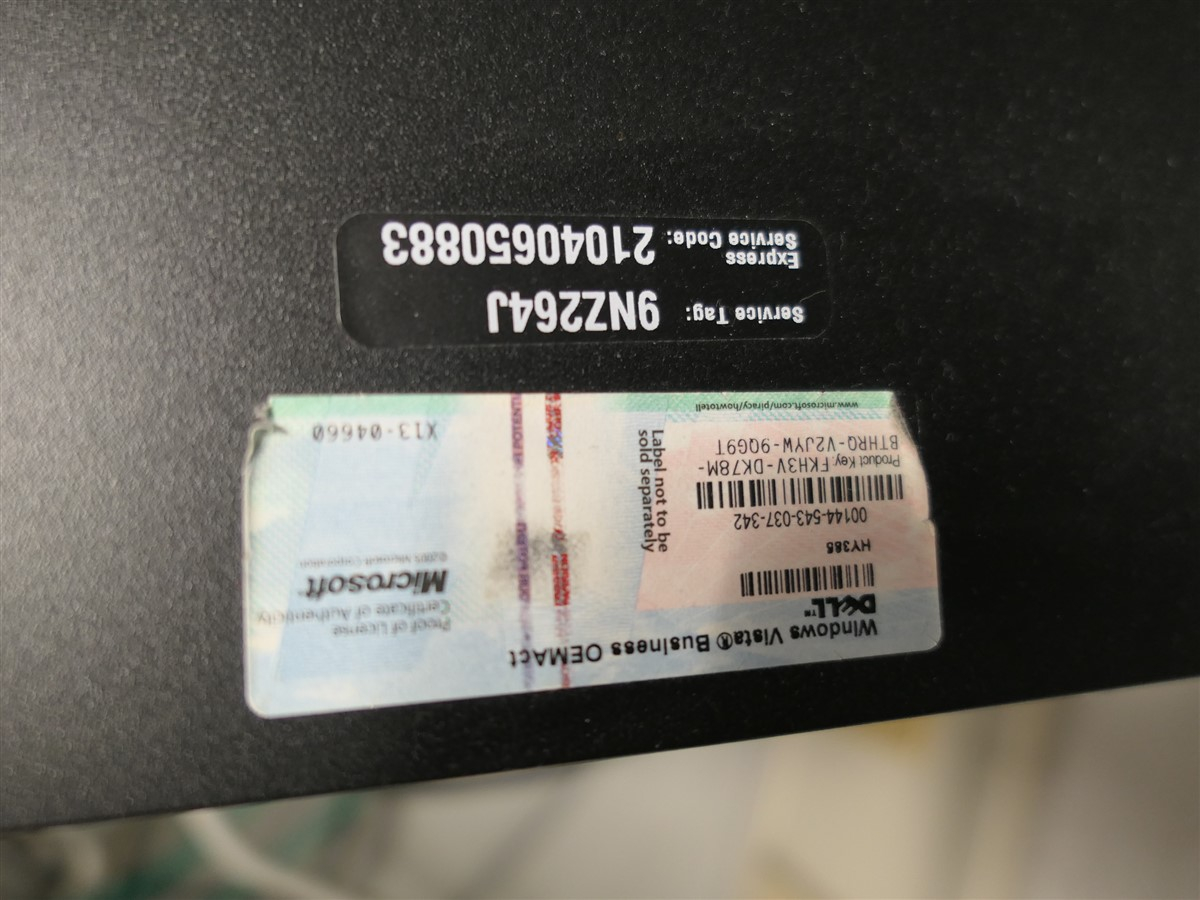 Windows Vista® Business OEMAct
DELL™
HY385
00144-543-037-342
Product Key: FKH3V-DK78M-
BTHRQ-V2JYW-9QG9T
www.microsoft.com/piracy/howtotell
Label not to be
sold separately
Proof of License
Certificate of Authenticity
Microsoft®
X13-04660
Service Tag: 9NZ264J
Express
Service Code: 21040650883